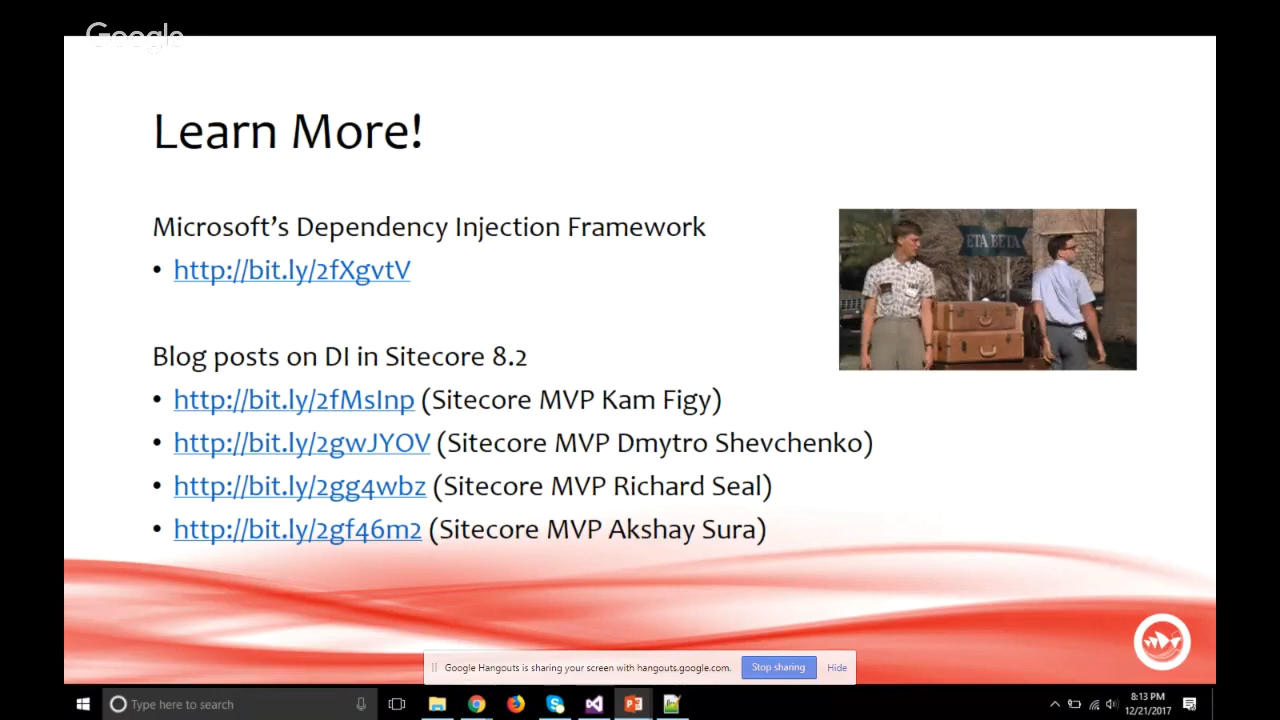 Google
Learn More!
Microsoft's Dependency Injection Framework
• http://bit.ly/2fXgvtV
ETA BETA
Blog posts on DI in Sitecore 8.2
• http://bit.ly/2fMsInp (Sitecore MVP Kam Figy)
• http://bit.ly/2gwJYOV (Sitecore MVP Dmytro Shevchenko)
• http://bit.ly/2gg4wbz (Sitecore MVP Richard Seal)
• http://bit.ly/2gf46m2 (Sitecore MVP Akshay Sura)
Google Hangouts is sharing your screen with hangouts.google.com. Stop sharing Hide
Type here to search
8:13 PM
12/21/2017